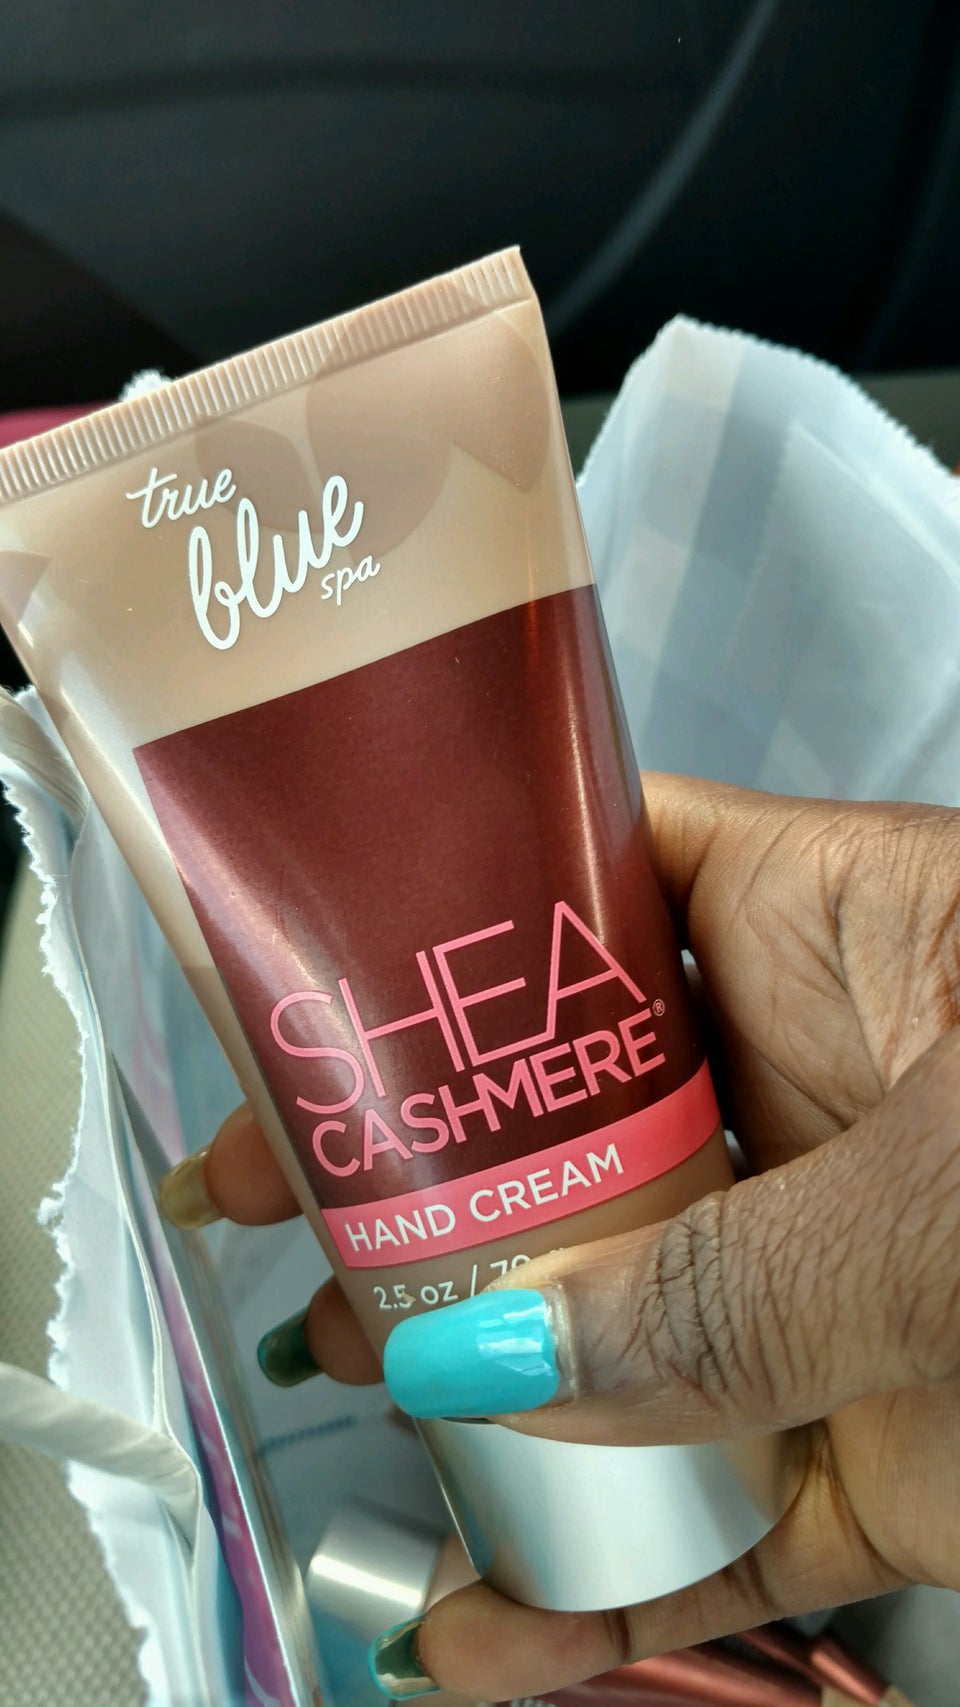 true
blue
spa
SHEA
CASHMERE®
HAND CREAM
2.5 oz /